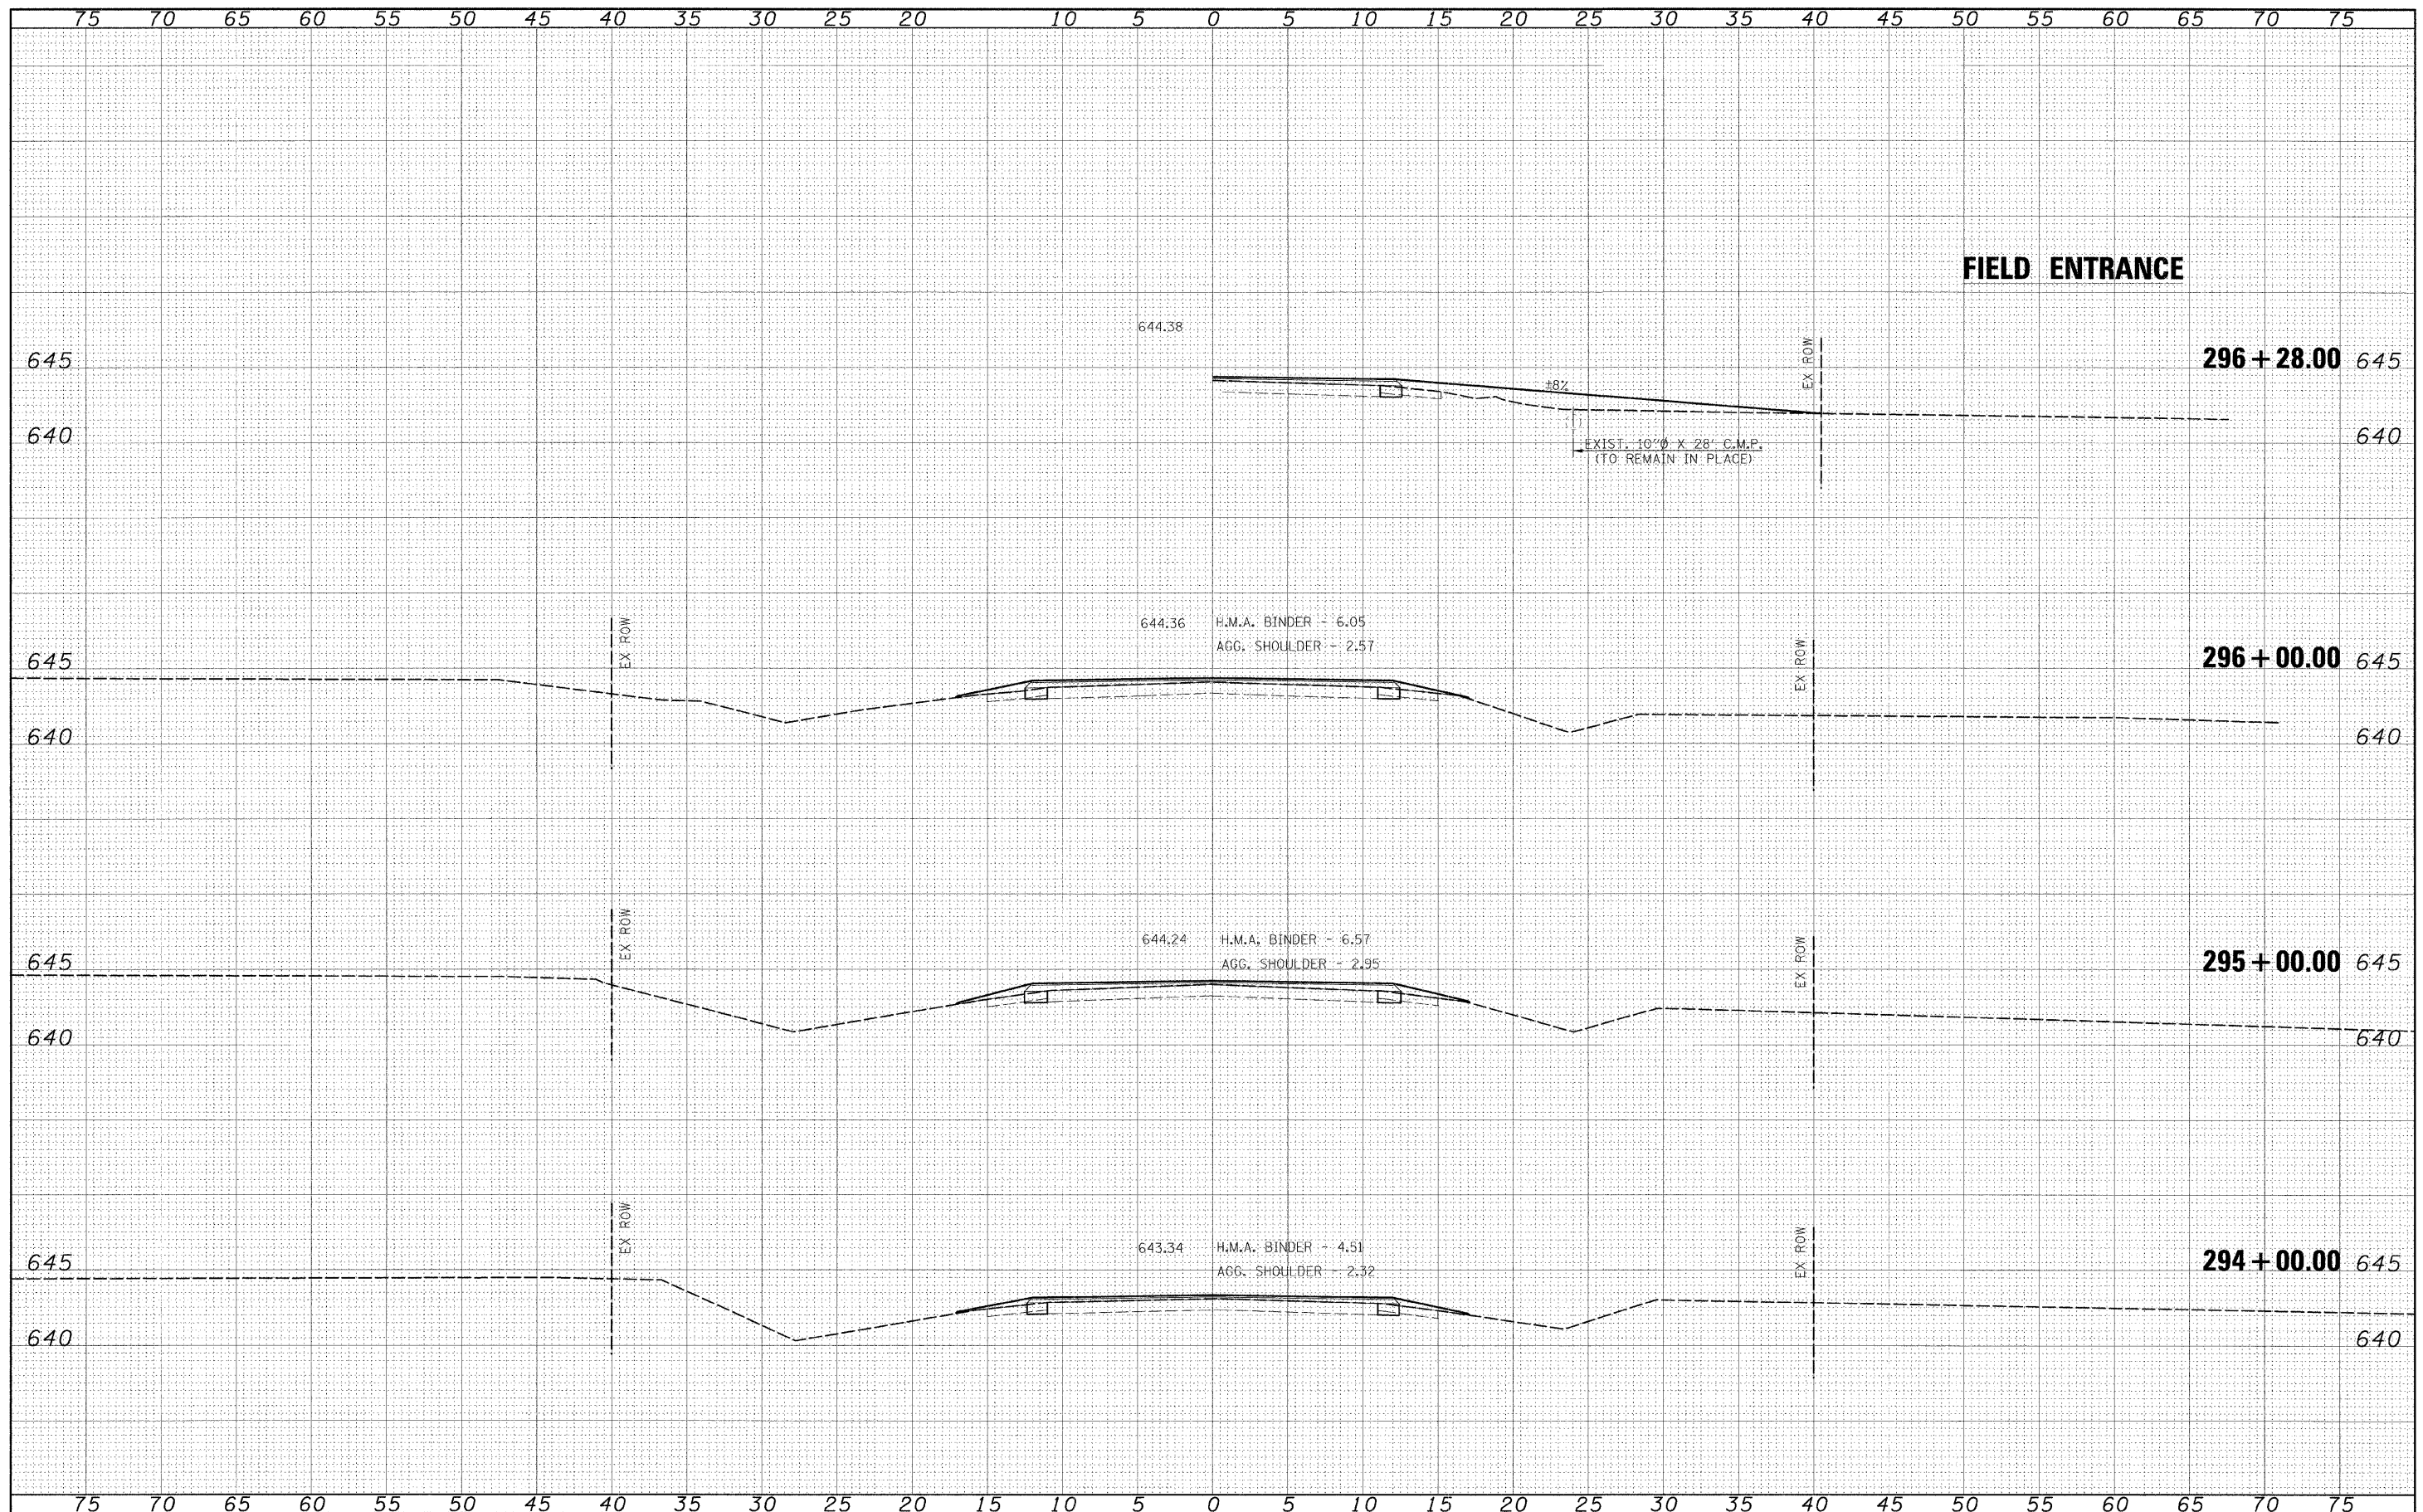 75 70 65 60 55 50 45 40 35 30 25 20 10 5 0 5 10 15 20 25 30 35 40 45 50 55 60 65 70 75
FIELD ENTRANCE
644.38
645 EX ROW 296+28.00 645
±8%
640 640
EXIST. 10"Ø X 28' C.M.P.
(TO REMAIN IN PLACE)
644.36 H.M.A. BINDER - 6.05
AGG. SHOULDER - 2.57
645 EX ROW EX ROW 296+00.00 645
640 640
644.24 H.M.A. BINDER - 6.57
AGG. SHOULDER - 2.95
645 EX ROW EX ROW 295+00.00 645
640 640
643.34 H.M.A. BINDER - 4.51
AGG. SHOULDER - 2.32
645 EX ROW EX ROW 294+00.00 645
640 640
75 70 65 60 55 50 45 40 35 30 25 20 15 10 5 0 5 10 15 20 25 30 35 40 45 50 55 60 65 70 75